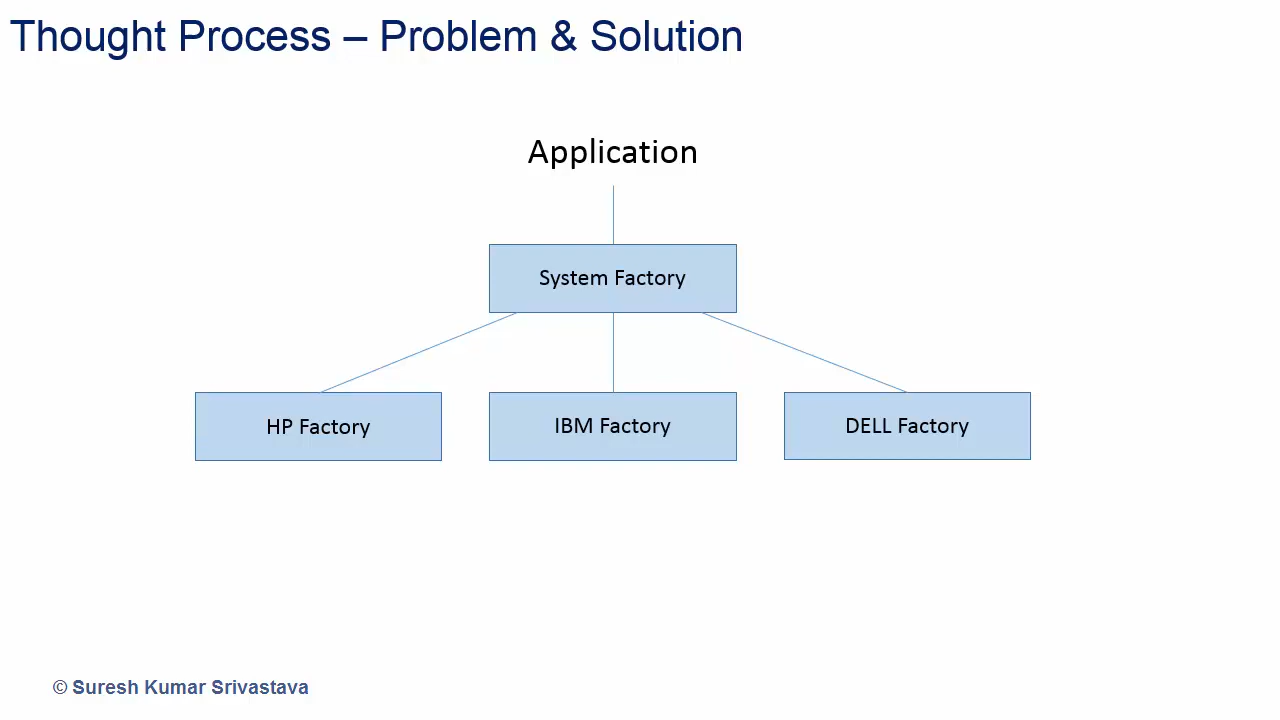 Thought Process – Problem & Solution
Application
System Factory
HP Factory
IBM Factory
DELL Factory
© Suresh Kumar Srivastava